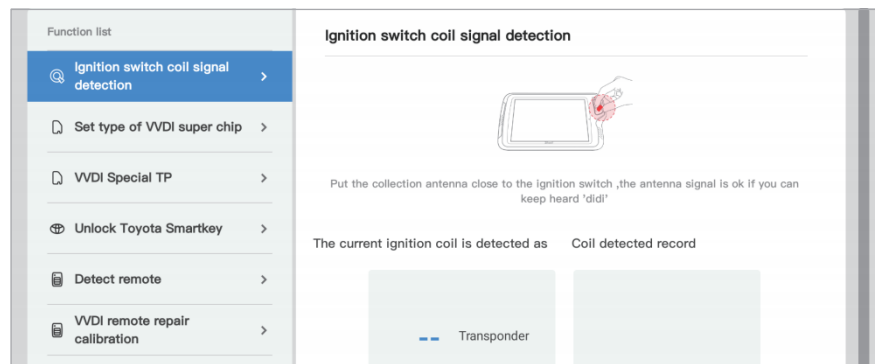 Function list
Ignition switch coil signal
detection
Set type of VVDI super chip
VVDI Special TP
Unlock Toyota Smartkey
Detect remote
VVDI remote repair
calibration
Ignition switch coil signal detection
Put the collection antenna close to the ignition switch ,the antenna signal is ok if you can
keep heard 'didi'
The current ignition coil is detected as
Coil detected record
-- Transponder